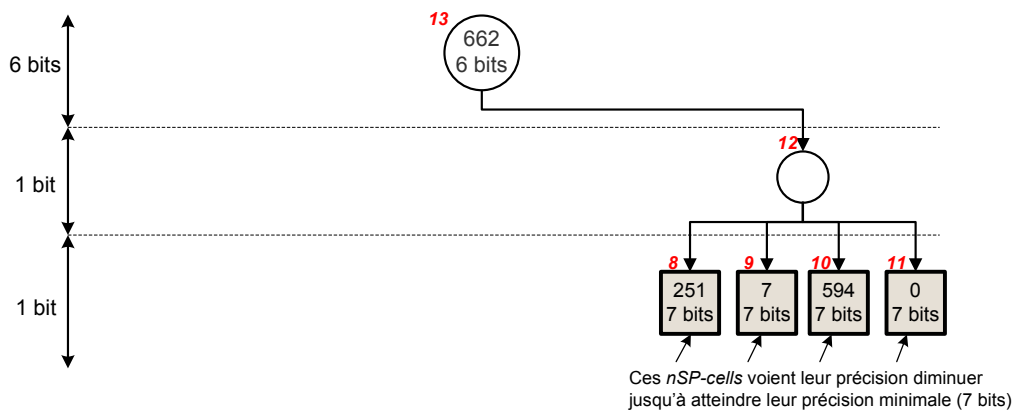 13
662
6 bits
6 bits
12
1 bit
8
9
10
11
251
7 bits
7
7 bits
594
7 bits
0
7 bits
1 bit
Ces nSP-cells voient leur précision diminuer
jusqu'à atteindre leur précision minimale (7 bits)